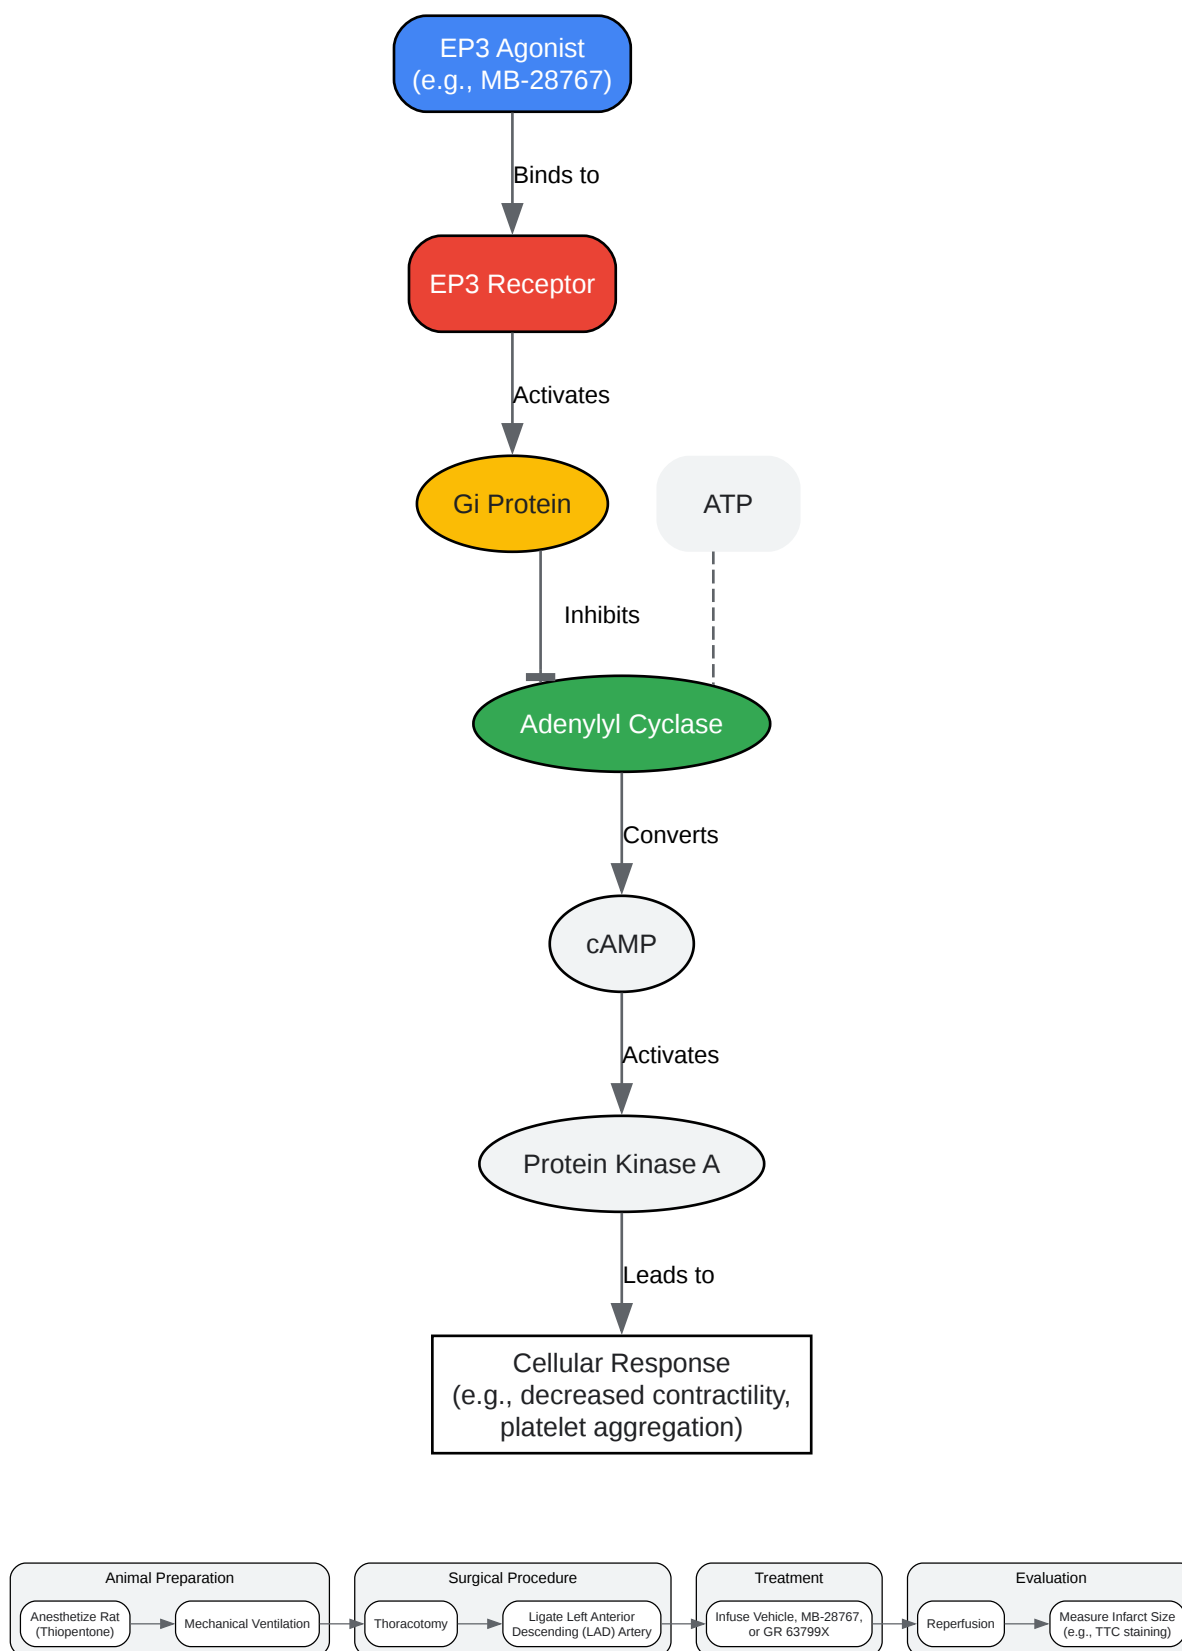 EP3 Agonist
(e.g., MB-28767)
Binds to
EP3 Receptor
Activates
Gi Protein
ATP
Inhibits
Adenylyl Cyclase
Converts
cAMP
Activates
Protein Kinase A
Leads to
Cellular Response
(e.g., decreased contractility,
platelet aggregation)
Animal Preparation
Anesthetize Rat
(Thiopentone)
Mechanical Ventilation
Surgical Procedure
Thoracotomy
Ligate Left Anterior
Descending (LAD) Artery
Treatment
Infuse Vehicle, MB-28767,
or GR 63799X
Evaluation
Reperfusion
Measure Infarct Size
(e.g., TTC staining)